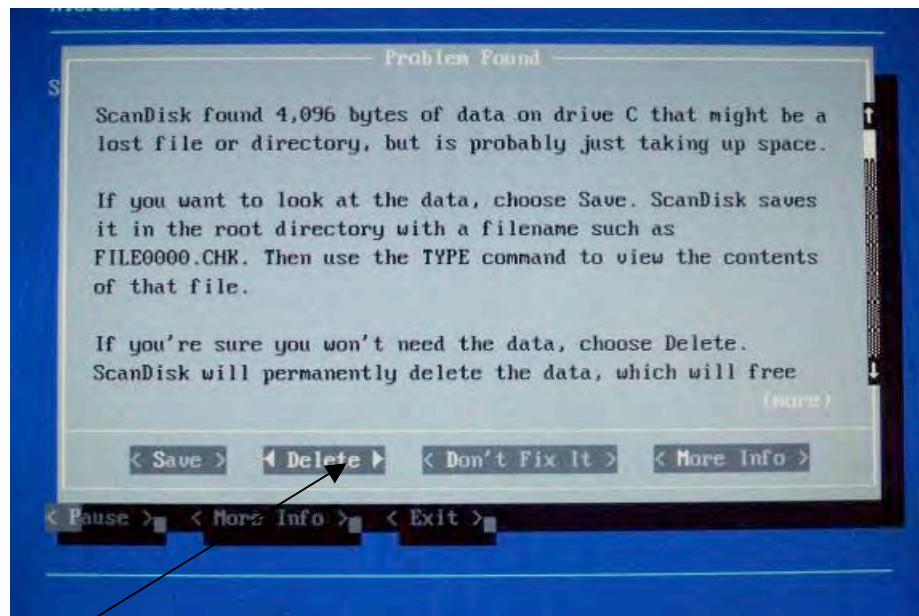 Problem Found
S
ScanDisk found 4,096 bytes of data on drive C that might be a
lost file or directory, but is probably just taking up space.
If you want to look at the data, choose Save. ScanDisk saves
it in the root directory with a filename such as
FILE0000.CHK. Then use the TYPE command to view the contents
of that file.
If you're sure you won't need the data, choose Delete.
ScanDisk will permanently delete the data, which will free
(more)
< Save > ◄ Delete ► < Don't Fix It > < More Info >
< Pause > < More Info > < Exit >